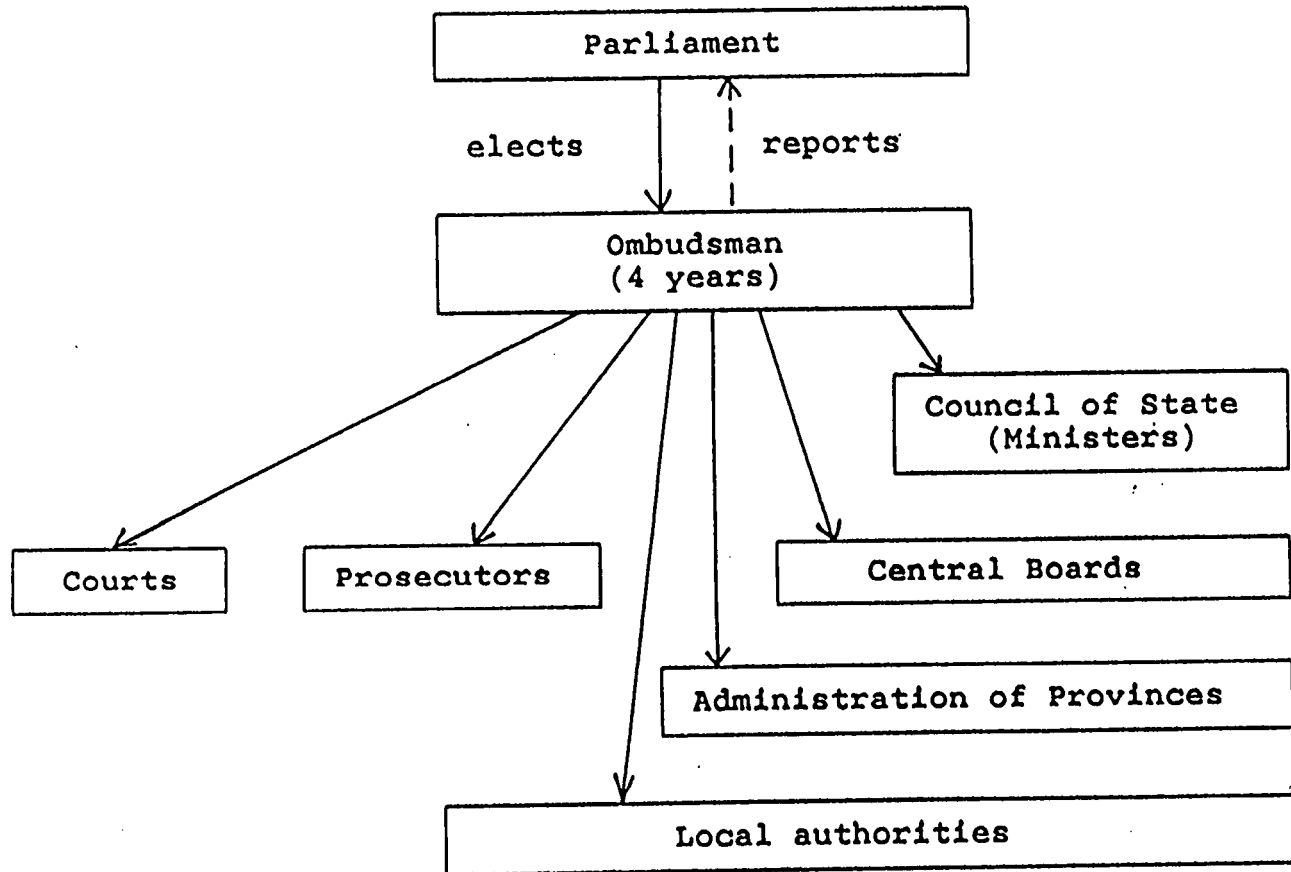 Parliament
elects
reports
Ombudsman
(4 years)
Council of State
(Ministers)
Courts
Prosecutors
Central Boards
Administration of Provinces
Local authorities